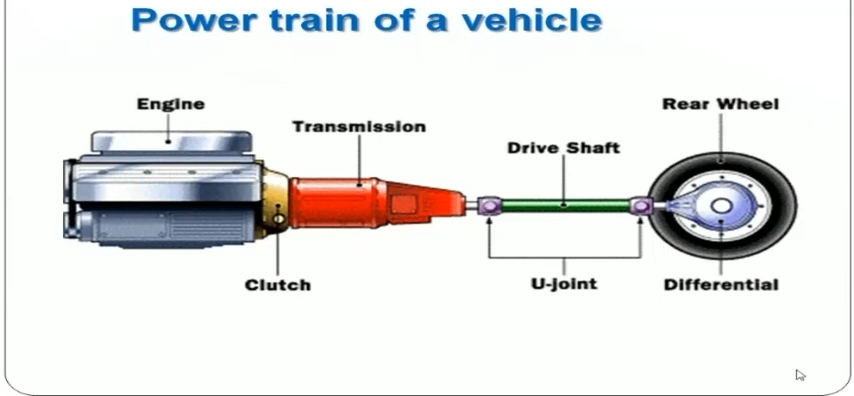 Power train of a vehicle
Engine
Rear Wheel
Transmission
Drive Shaft
Clutch
U-joint
Differential